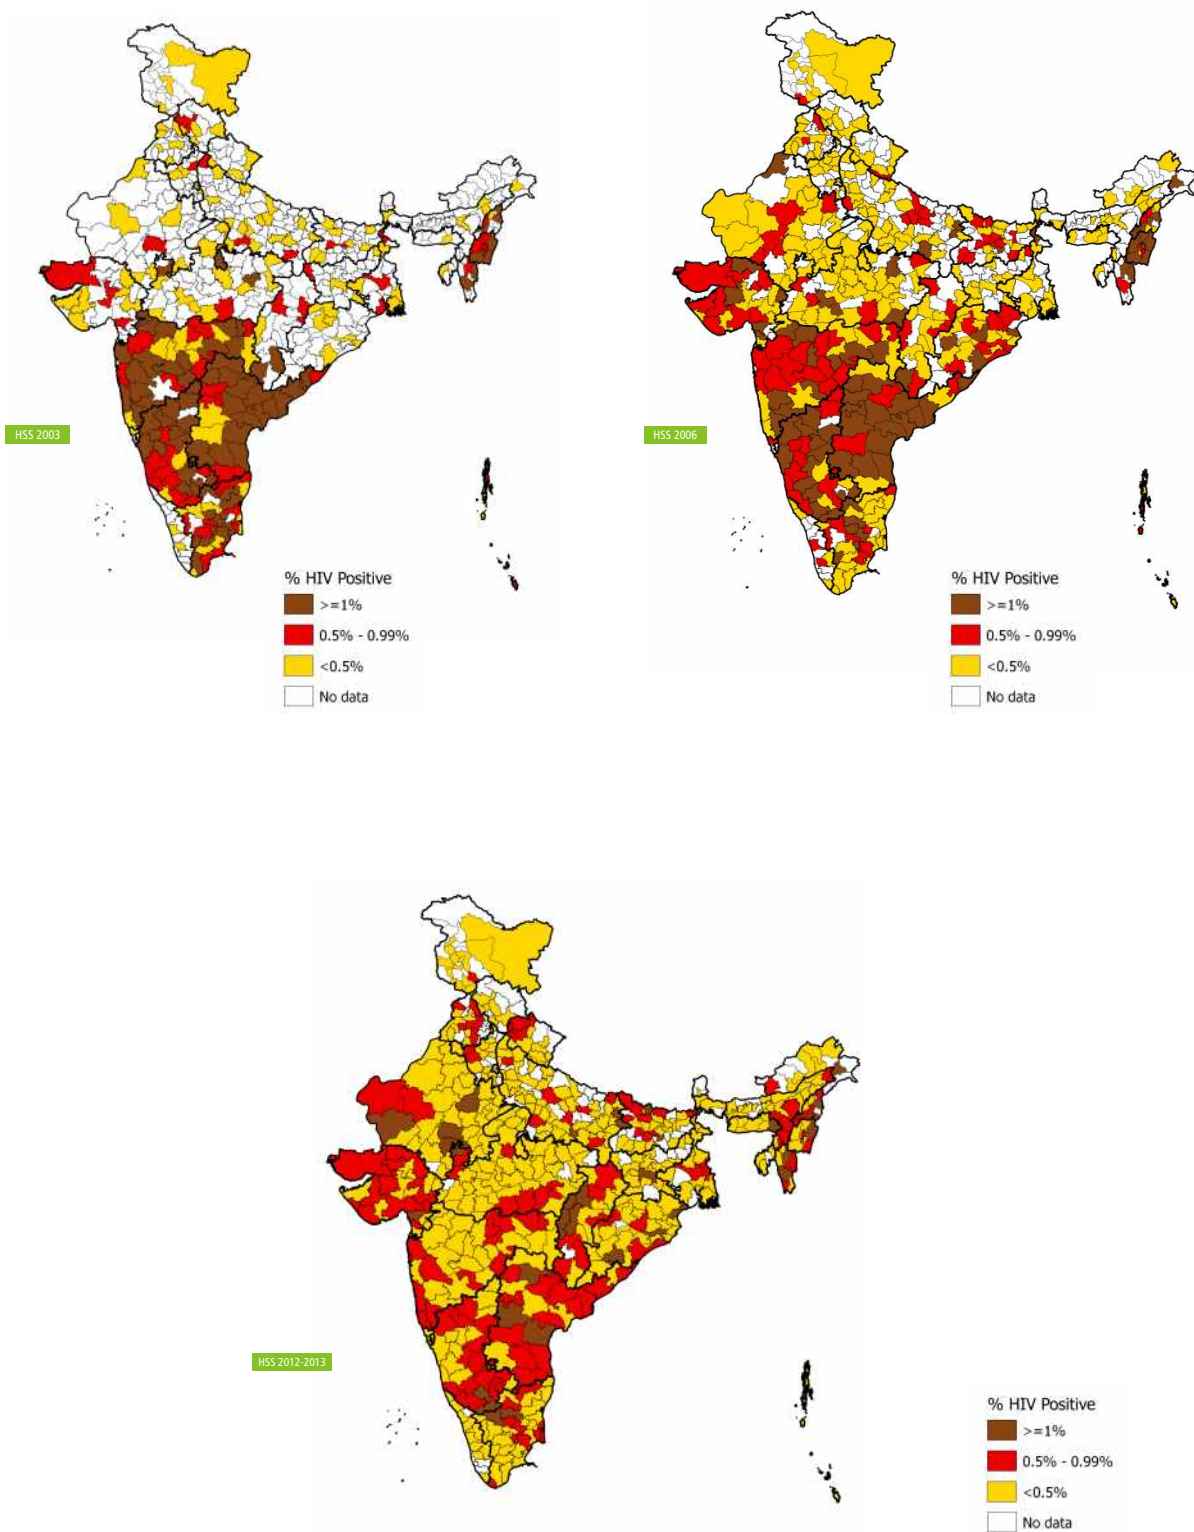 HSS 2003
% HIV Positive
>=1%
0.5% - 0.99%
<0.5%
No data
HSS 2006
% HIV Positive
>=1%
0.5% - 0.99%
<0.5%
No data
HSS 2012-2013
% HIV Positive
>=1%
0.5% - 0.99%
<0.5%
No data